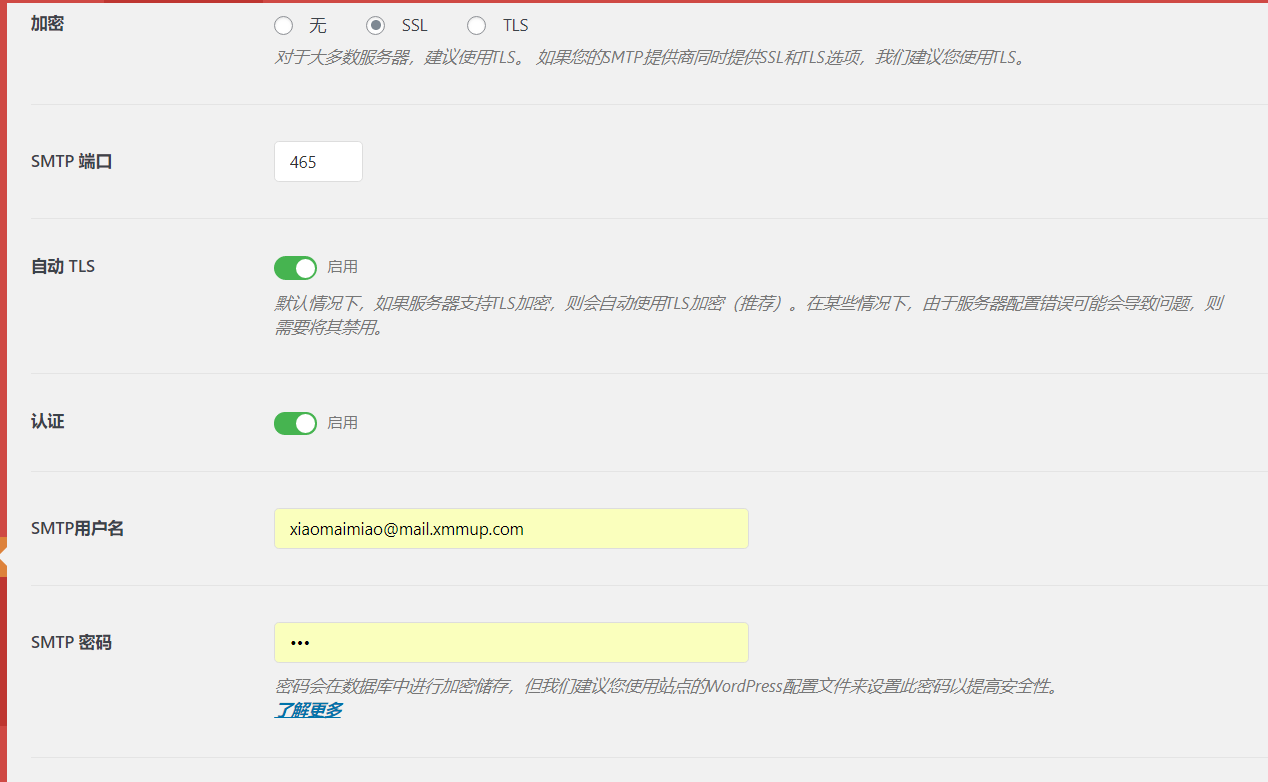 加密
无 SSL TLS
对于大多数服务器，建议使用TLS。 如果您的SMTP提供商同时提供SSL和TLS选项，我们建议您使用TLS。
SMTP 端口
465
自动 TLS
启用
默认情况下，如果服务器支持TLS加密，则会自动使用TLS加密（推荐）。在某些情况下，由于服务器配置错误可能会导致问题，则
需要将其禁用。
认证
启用
SMTP用户名
xiaomaimiao@mail.xmmup.com
SMTP 密码
•••
密码会在数据库中进行加密储存，但我们建议您使用站点的WordPress配置文件来设置此密码以提高安全性。
了解更多